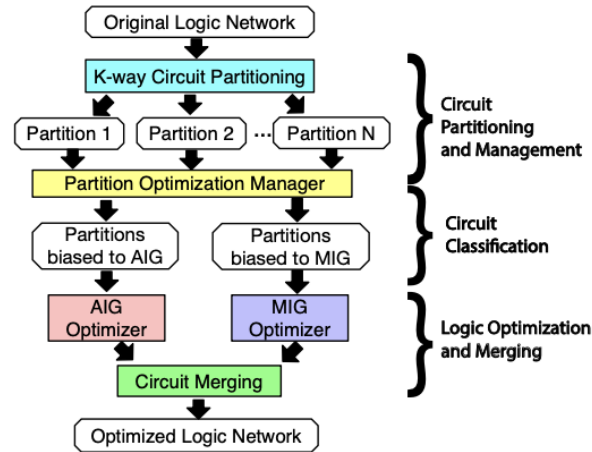 Original Logic Network
K-way Circuit Partitioning
Partition 1
Partition 2
...
Partition N
Circuit
Partitioning
and Management
Partition Optimization Manager
Partitions
biased to AIG
Partitions
biased to MIG
Circuit
Classification
AIG
Optimizer
MIG
Optimizer
Logic Optimization
and Merging
Circuit Merging
Optimized Logic Network